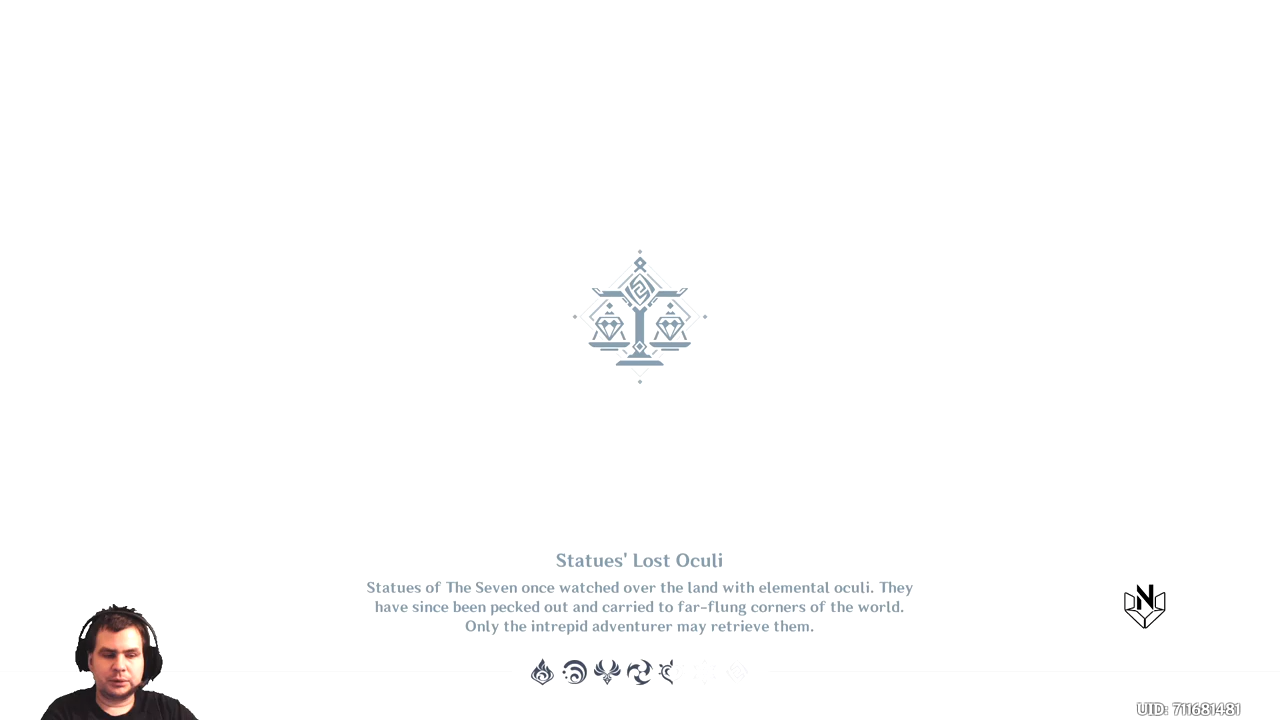 Statues' Lost Oculi
Statues of The Seven once watched over the land with elemental oculi. They
have since been pecked out and carried to far-flung corners of the world.
Only the intrepid adventurer may retrieve them.
N
UID: 711681481